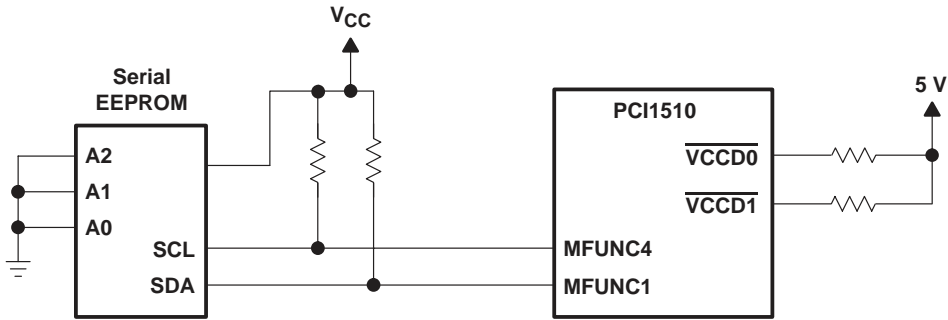 VCC
Serial
EEPROM
5 V
PCI1510
A2
VCCD0
A1
VCCD1
A0
SCL
MFUNC4
SDA
MFUNC1